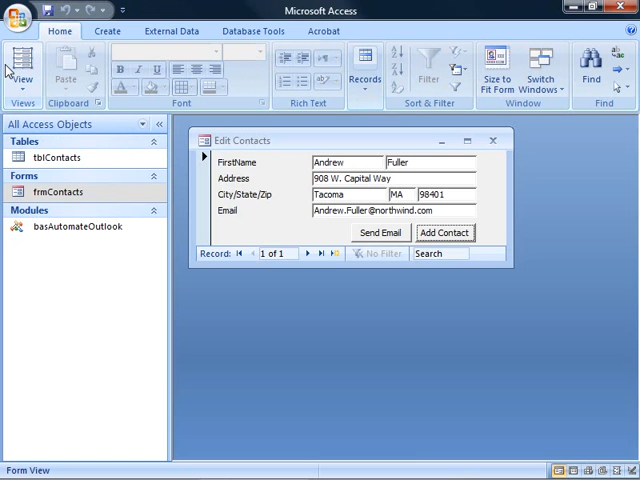 Microsoft Access
Home Create External Data Database Tools Acrobat
View
Paste
B I U
A
ab
Records
Filter
Size to Fit Form
Switch Windows
Find
Views Clipboard Font Rich Text Sort & Filter Window Find
All Access Objects
Tables
tblContacts
Forms
frmContacts
Modules
basAutomateOutlook
Edit Contacts
FirstName Andrew Fuller
Address 908 W. Capital Way
City/State/Zip Tacoma MA 98401
Email Andrew.Fuller@northwind.com
Send Email Add Contact
Record: 1 of 1 No Filter Search
Form View